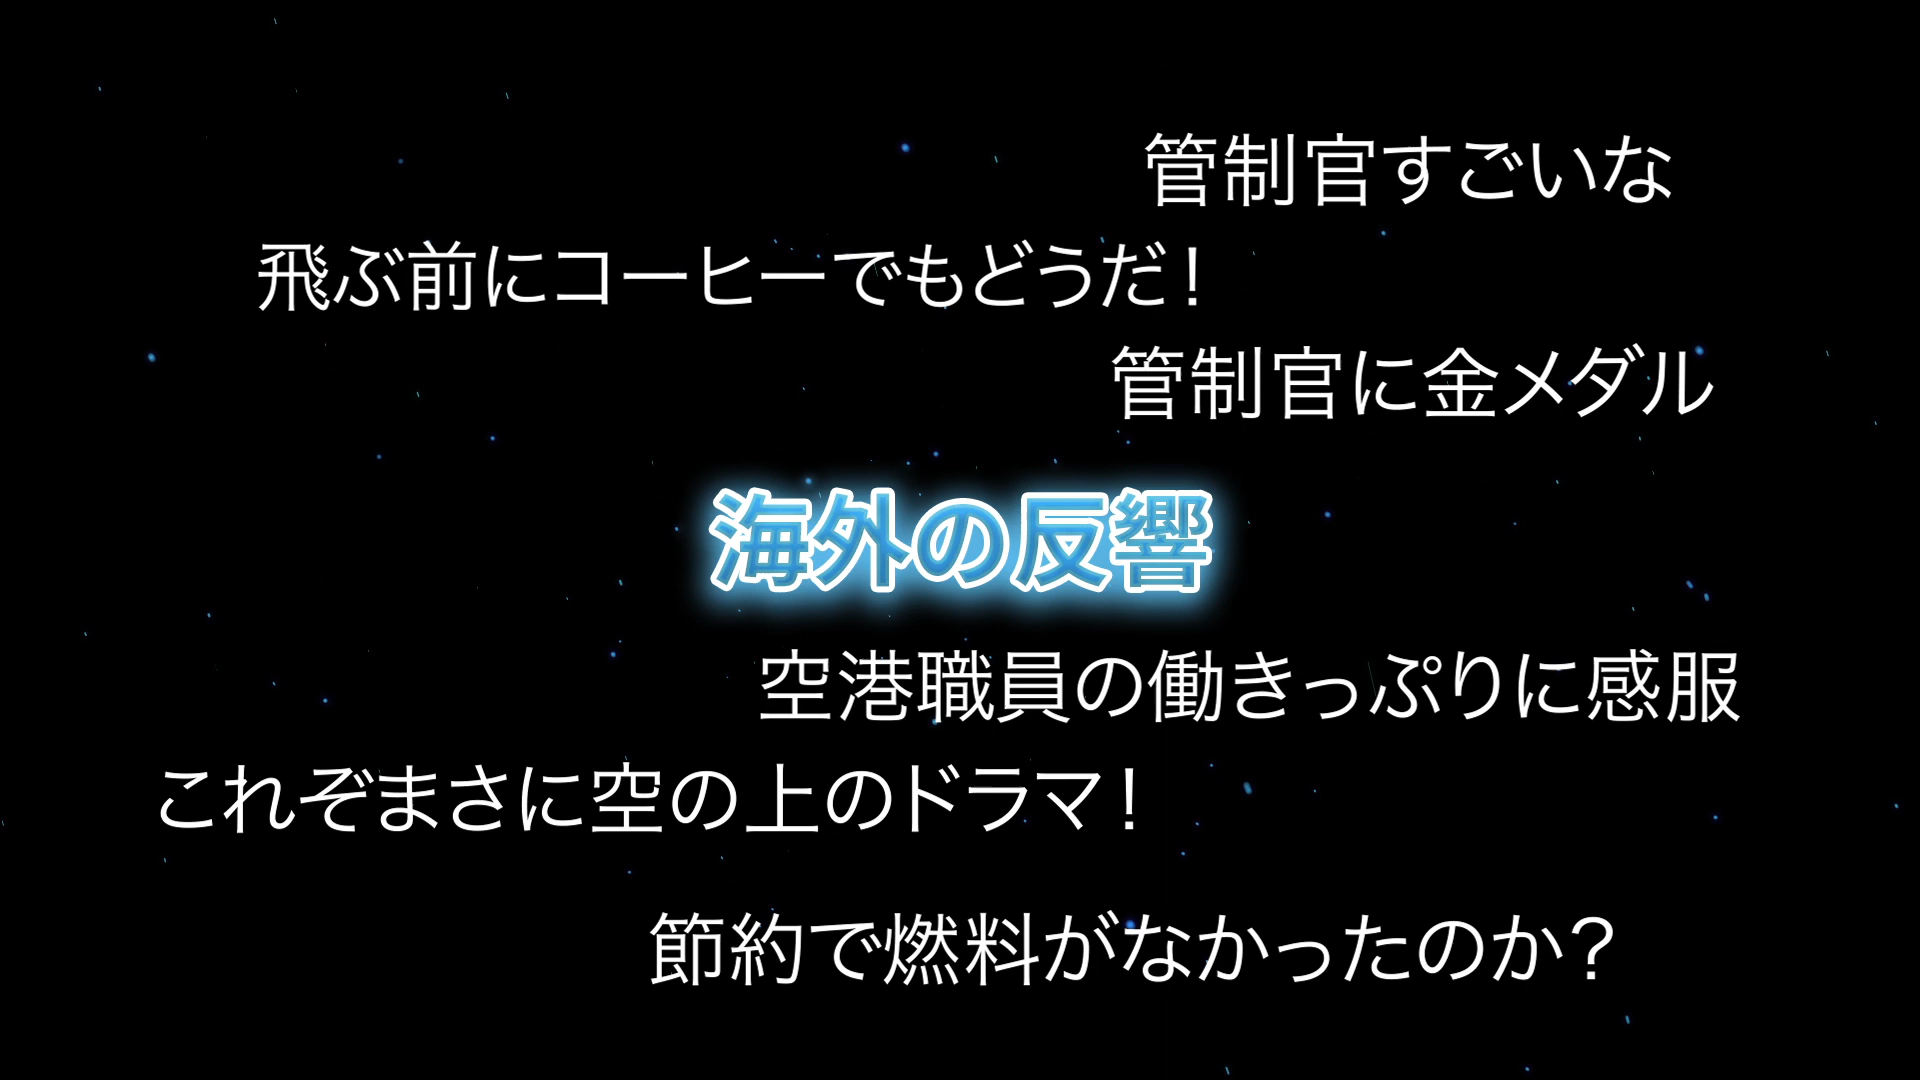 管制官すごいな
飛ぶ前にコーヒーでもどうだ！
管制官に金メダル
海外の反響
空港職員の働きっぷりに感服
これぞまさに空の上のドラマ！
節約で燃料がなかったのか？